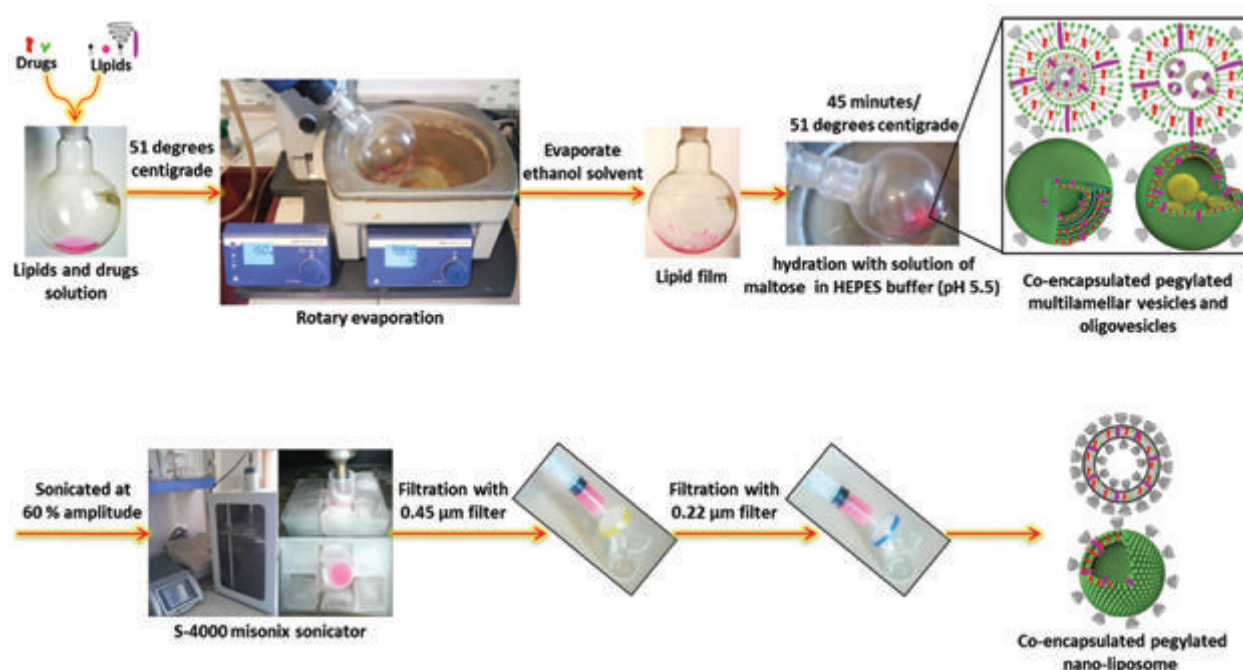 Drugs
Lipids
Lipids and drugs
solution
51 degrees
centigrade
Rotary evaporation
Evaporate
ethanol solvent
Lipid film
45 minutes/
51 degrees centigrade
hydration with solution of
maltose in HEPES buffer (pH 5.5)
Co-encapsulated pegylated
multilamellar vesicles and
oligovesicles
Sonicated at
60 % amplitude
S-4000 misonix sonicator
Filtration with
0.45 μm filter
Filtration with
0.22 μm filter
Co-encapsulated pegylated
nano-liposome